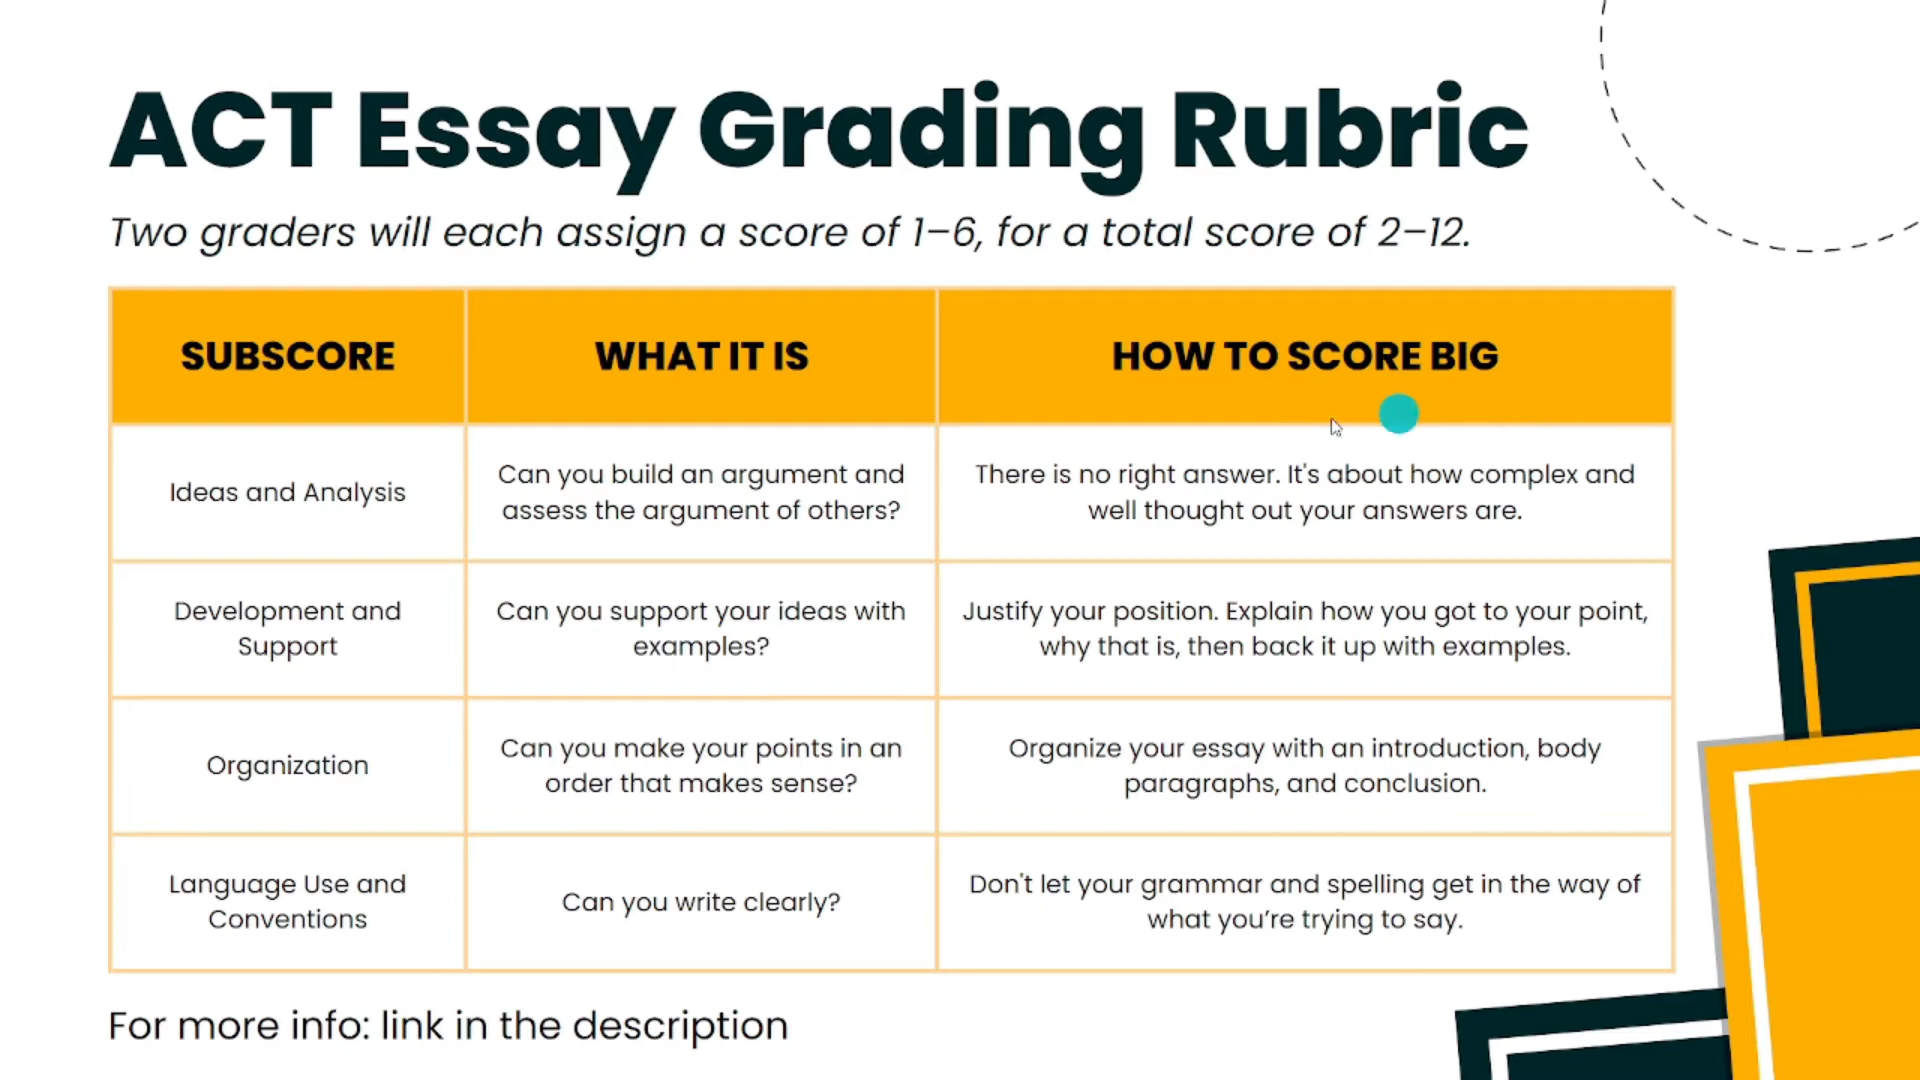 ACT Essay Grading Rubric
Two graders will each assign a score of 1–6, for a total score of 2–12.
SUBSCORE
WHAT IT IS
HOW TO SCORE BIG
Ideas and Analysis
Can you build an argument and
assess the argument of others?
There is no right answer. It's about how complex and
well thought out your answers are.
Development and
Support
Can you support your ideas with
examples?
Justify your position. Explain how you got to your point,
why that is, then back it up with examples.
Organization
Can you make your points in an
order that makes sense?
Organize your essay with an introduction, body
paragraphs, and conclusion.
Language Use and
Conventions
Can you write clearly?
Don't let your grammar and spelling get in the way of
what you’re trying to say.
For more info: link in the description